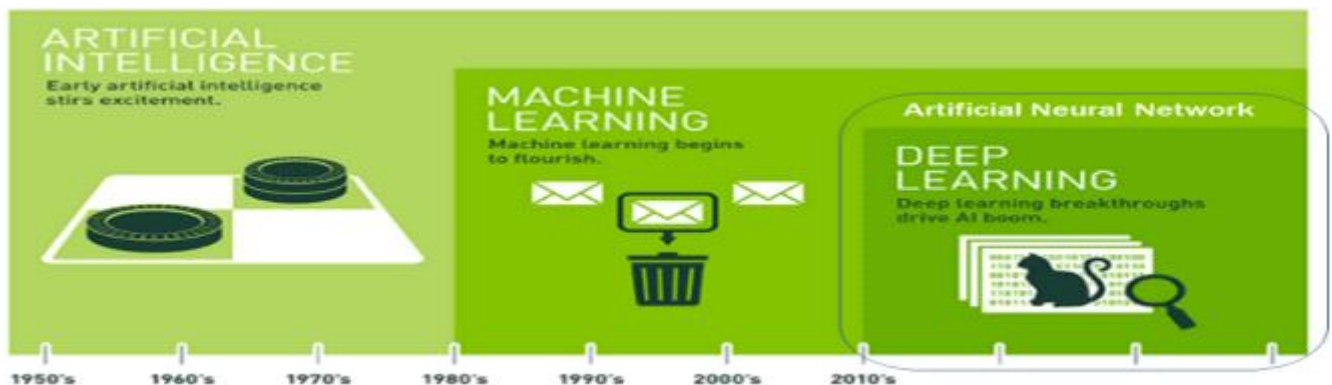 ARTIFICIAL
INTELLIGENCE
Early artificial intelligence
stirs excitement.
MACHINE
LEARNING
Machine learning begins
to flourish.
Artificial Neural Network
DEEP
LEARNING
Deep learning breakthroughs
drive AI boom.
1950's 1960's 1970's 1980's 1990's 2000's 2010's